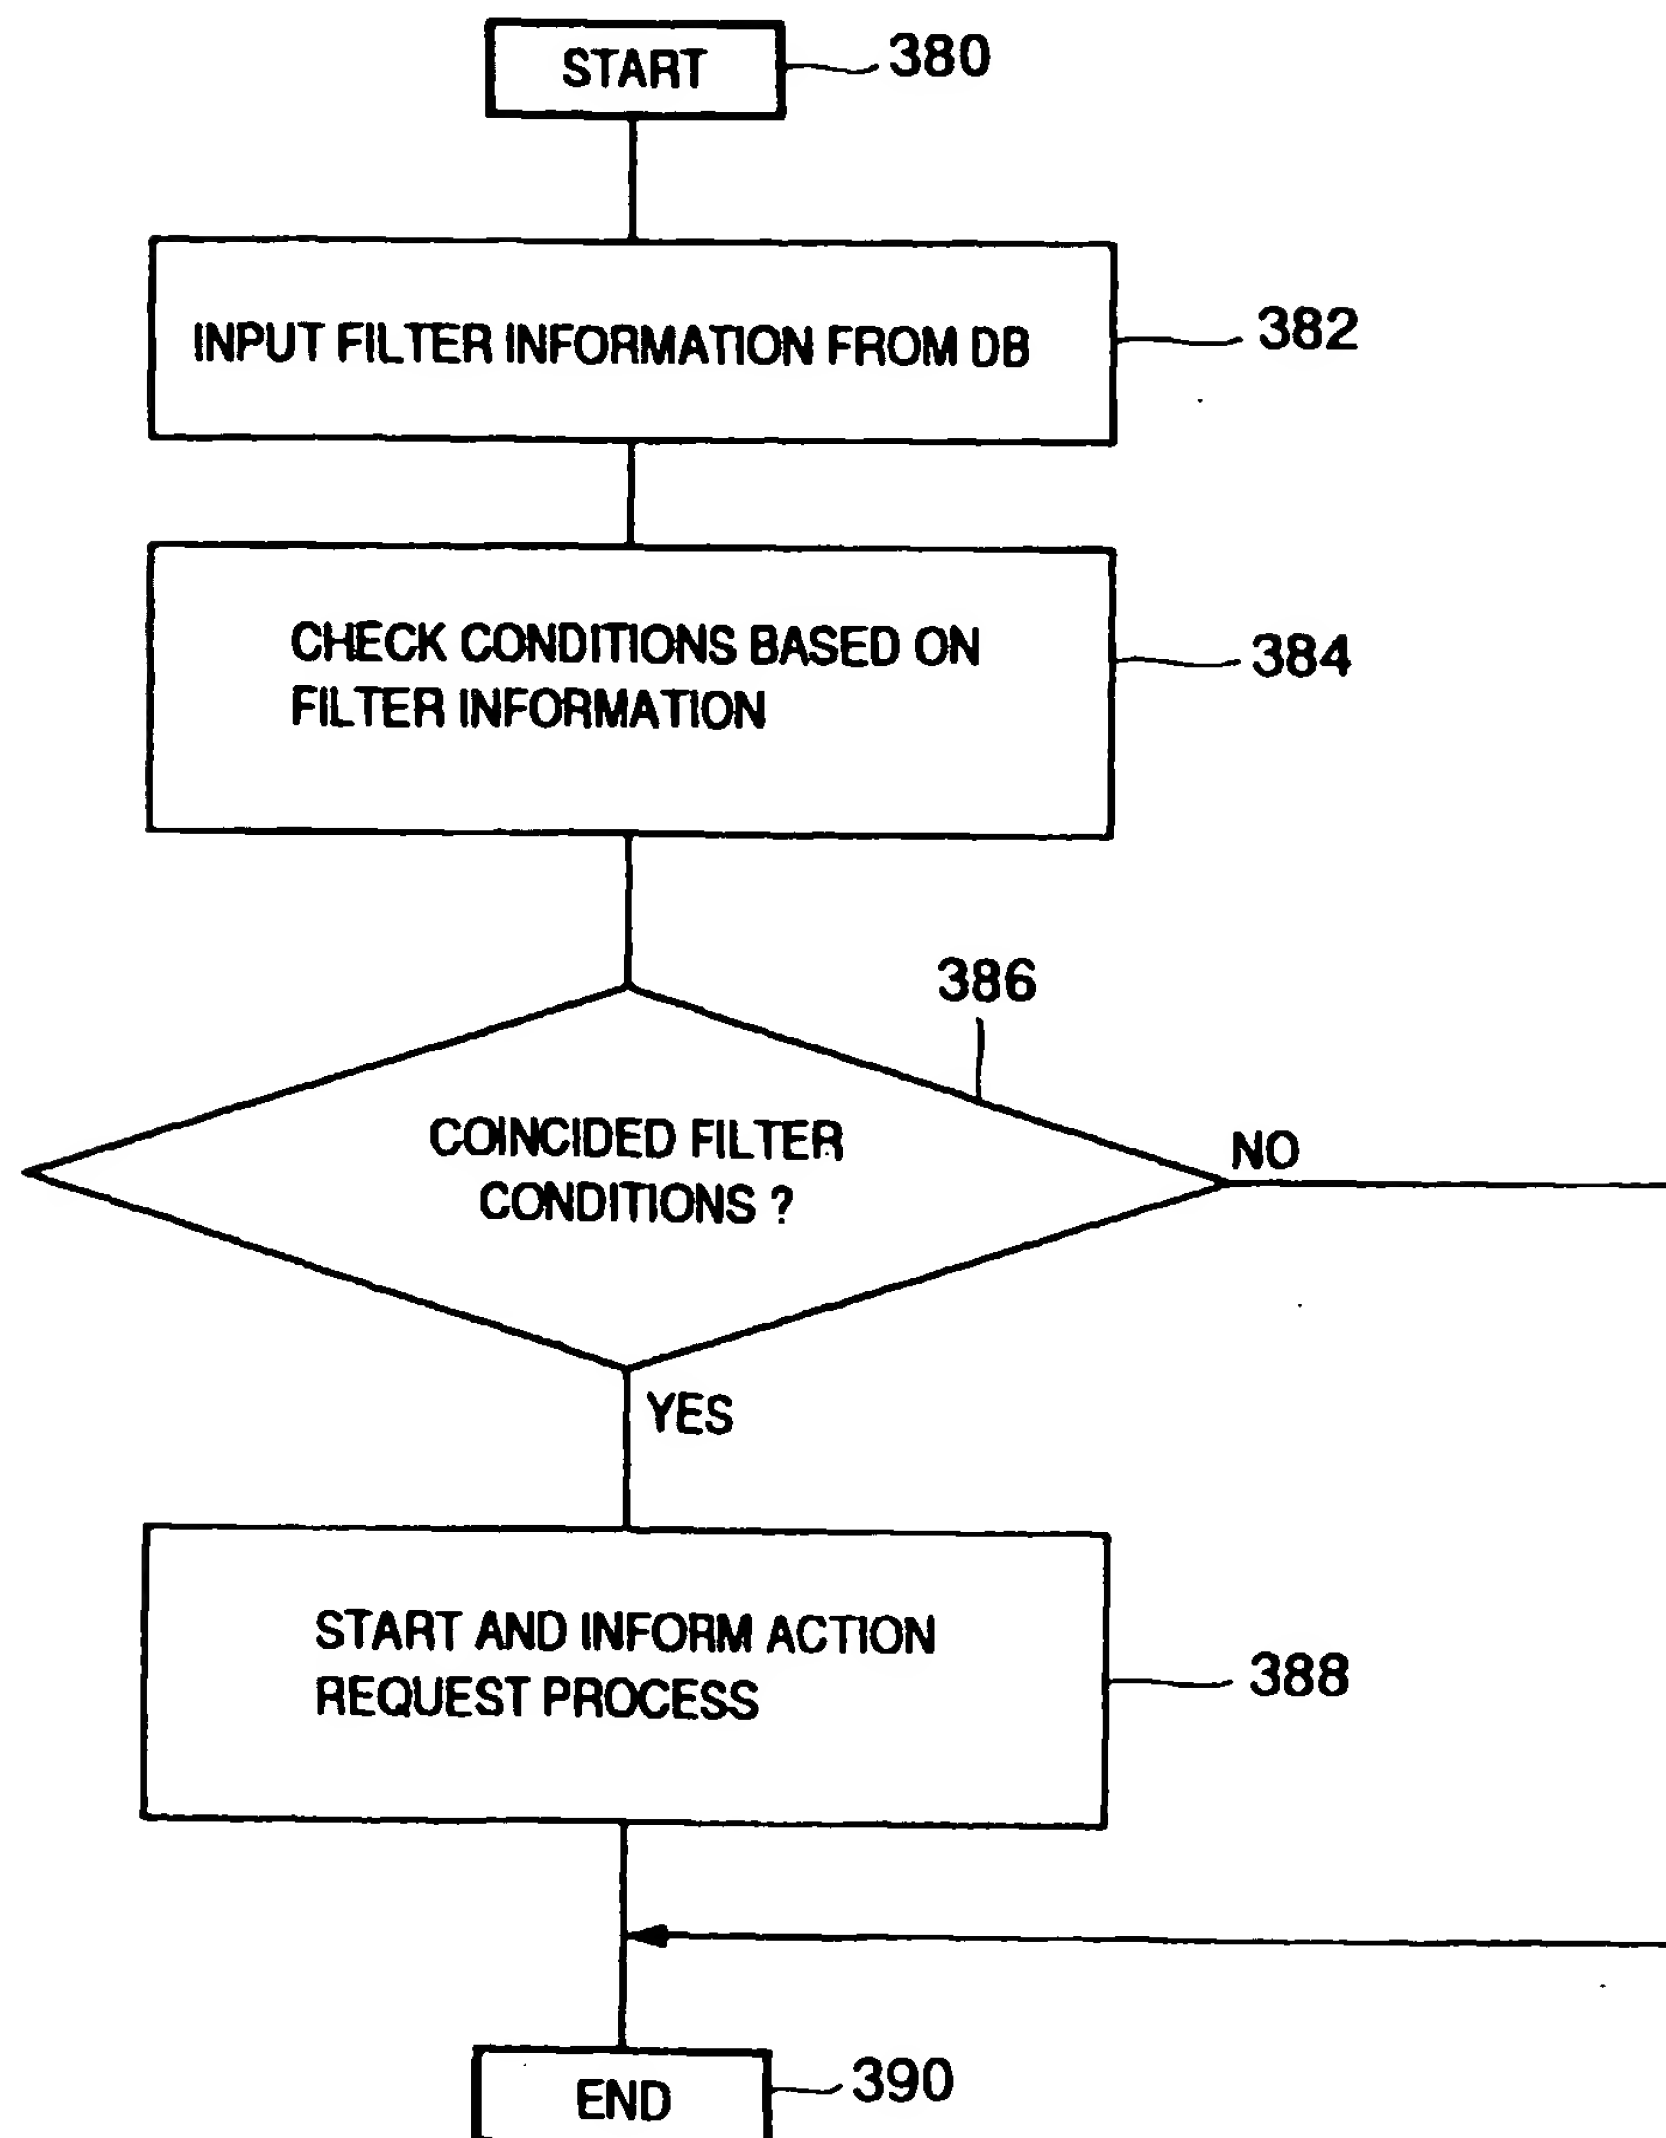 START
380
INPUT FILTER INFORMATION FROM DB
382
CHECK CONDITIONS BASED ON
FILTER INFORMATION
384
386
COINCIDED FILTER
CONDITIONS ?
NO
YES
START AND INFORM ACTION
REQUEST PROCESS
388
END
390